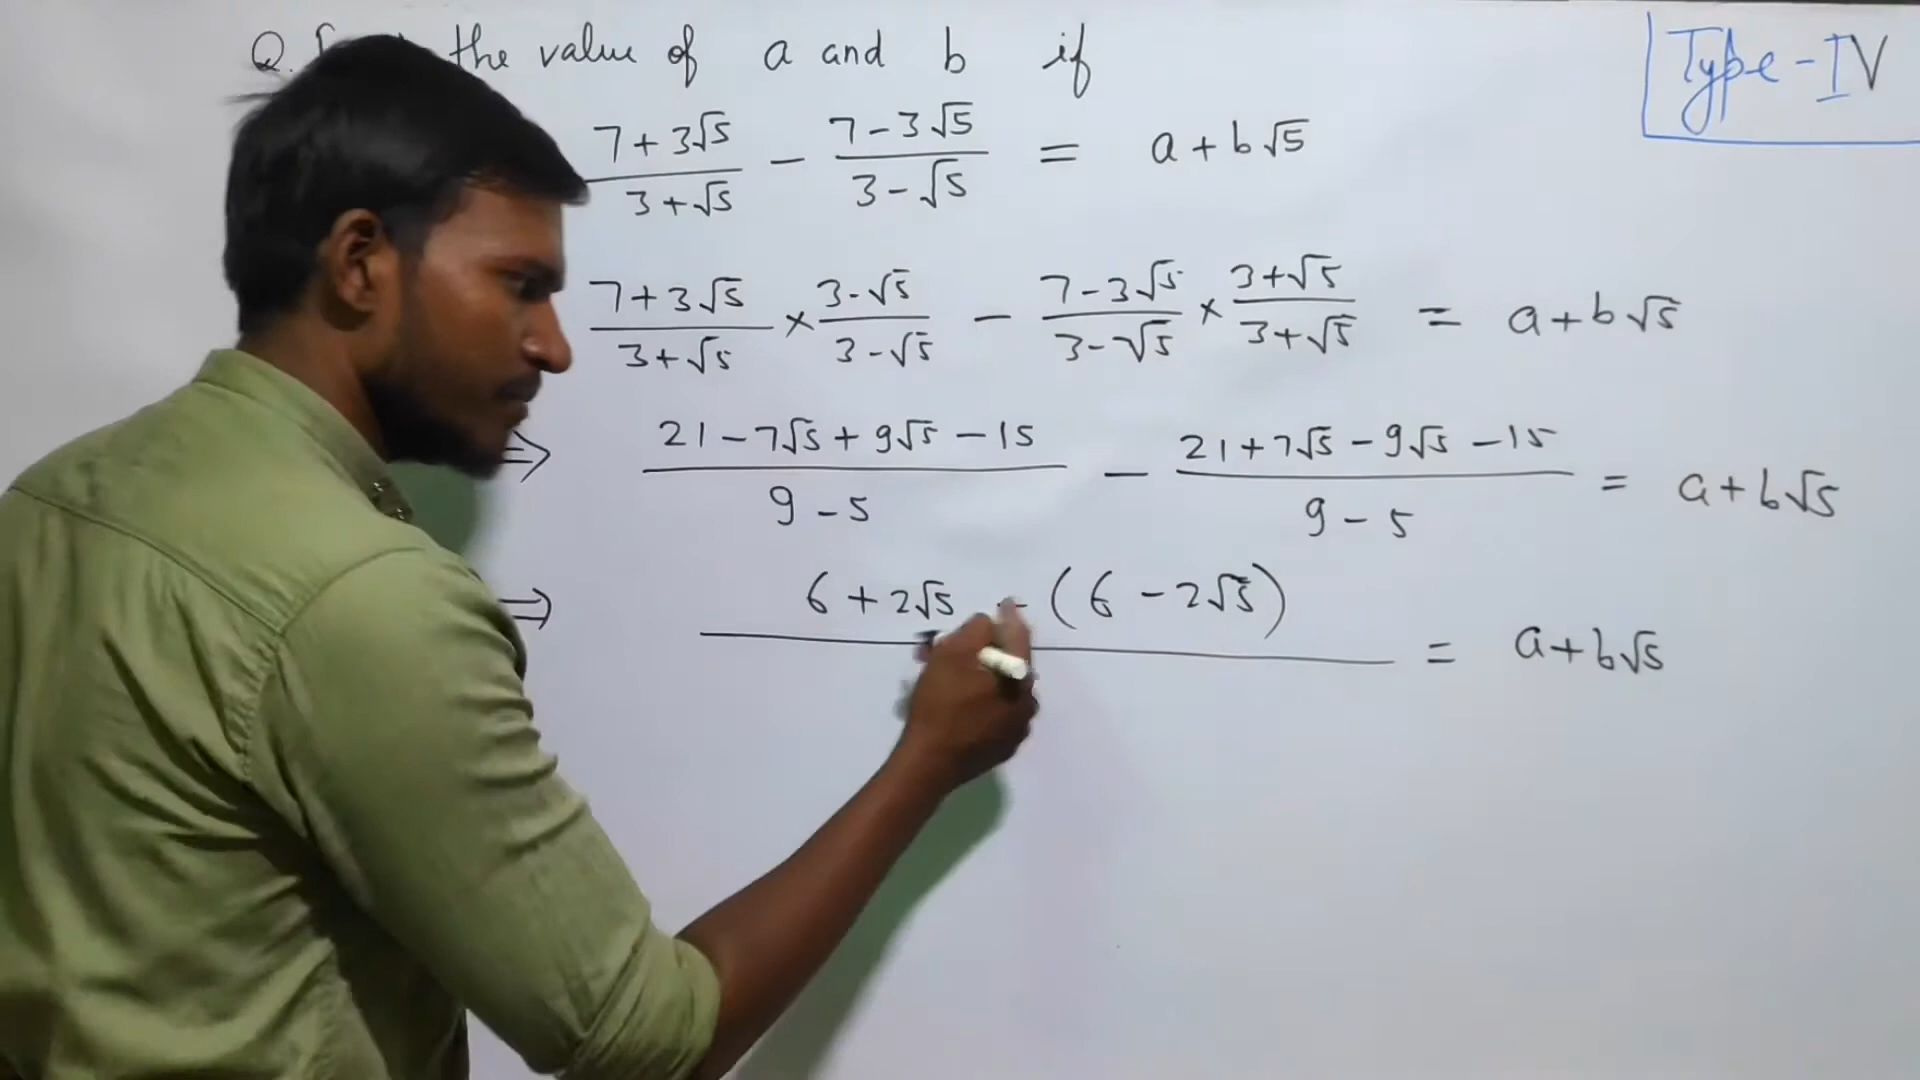 Q. the value of a and b if
Type-IV
(7+3√5)/(3+√5) - (7-3√5)/(3-√5) = a+b√5
(7+3√5)/(3+√5) × (3-√5)/(3-√5) - (7-3√5)/(3-√5) × (3+√5)/(3+√5) = a+b√5
⇒ (21-7√5+9√5-15)/(9-5) - (21+7√5-9√5-15)/(9-5) = a+b√5
⇒ 6+2√5 - (6-2√5) = a+b√5